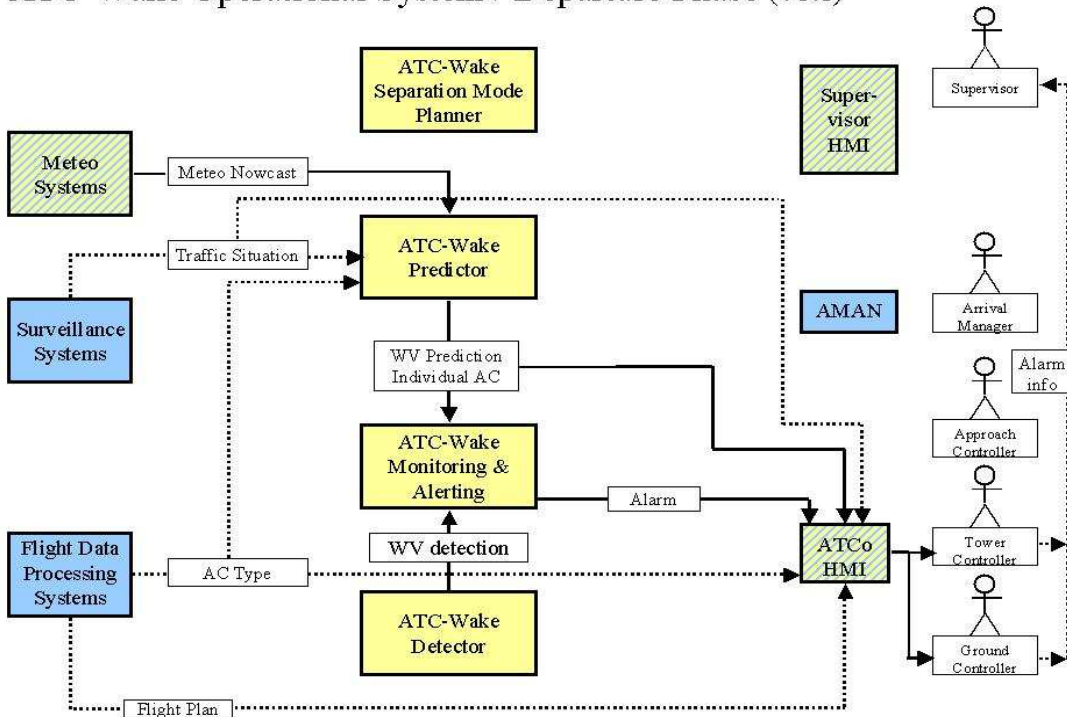 ATC-Wake
Separation Mode
Planner
Super-
visor
HMI
Supervisor
Meteo
Systems
Meteo Nowcast
Traffic Situation
ATC-Wake
Predictor
Surveillance
Systems
AMAN
Arrival
Manager
WV Prediction
Individual AC
Alarm
info
ATC-Wake
Monitoring &
Alerting
Approach
Controller
Alarm
Flight Data
Processing
Systems
WV detection
AC Type
ATCo
HMI
Tower
Controller
ATC-Wake
Detector
Ground
Controller
Flight Plan